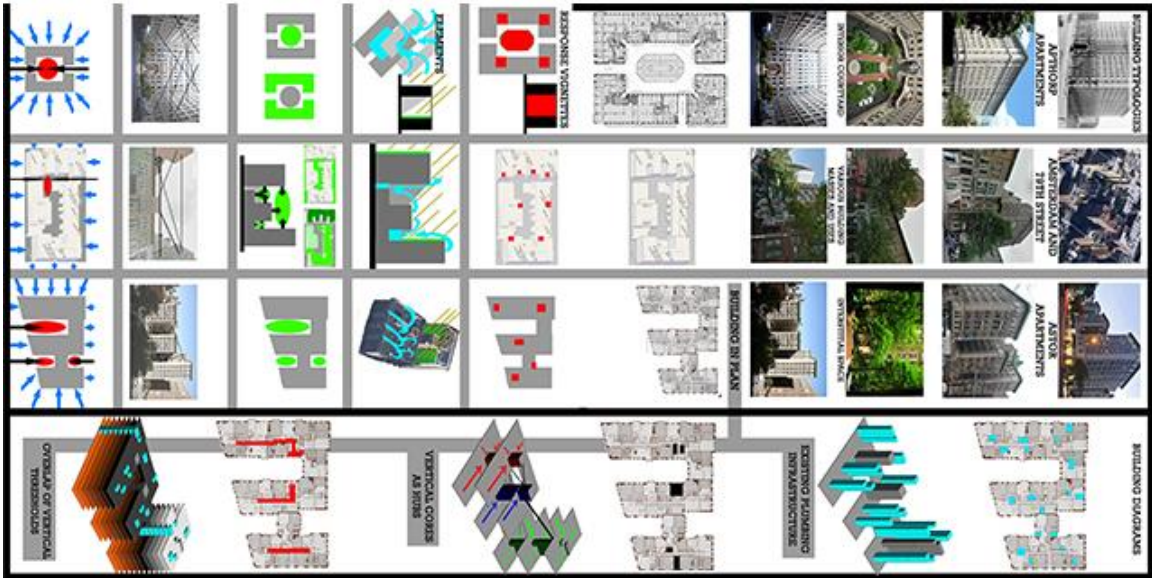 BUILDING TYPOLOGIES
APTHORP
APARTMENTS
INTERIOR COURTYARD
RESPONSE VIGNETTES
ELEMENTS
AMSTERDAM AND
79TH STREET
VARIOUS BUILDING
MASSES AND USES
ASTOR
APARTMENTS
INTERSTITIAL SPACE
BUILDING IN PLAN
BUILDING DIAGRAMS
EXISTING PLUMBING
INFRASTRUCTURE
VERTICAL CORES
AS HUBS
OVERLAP OF VERTICAL
THRESHOLDS